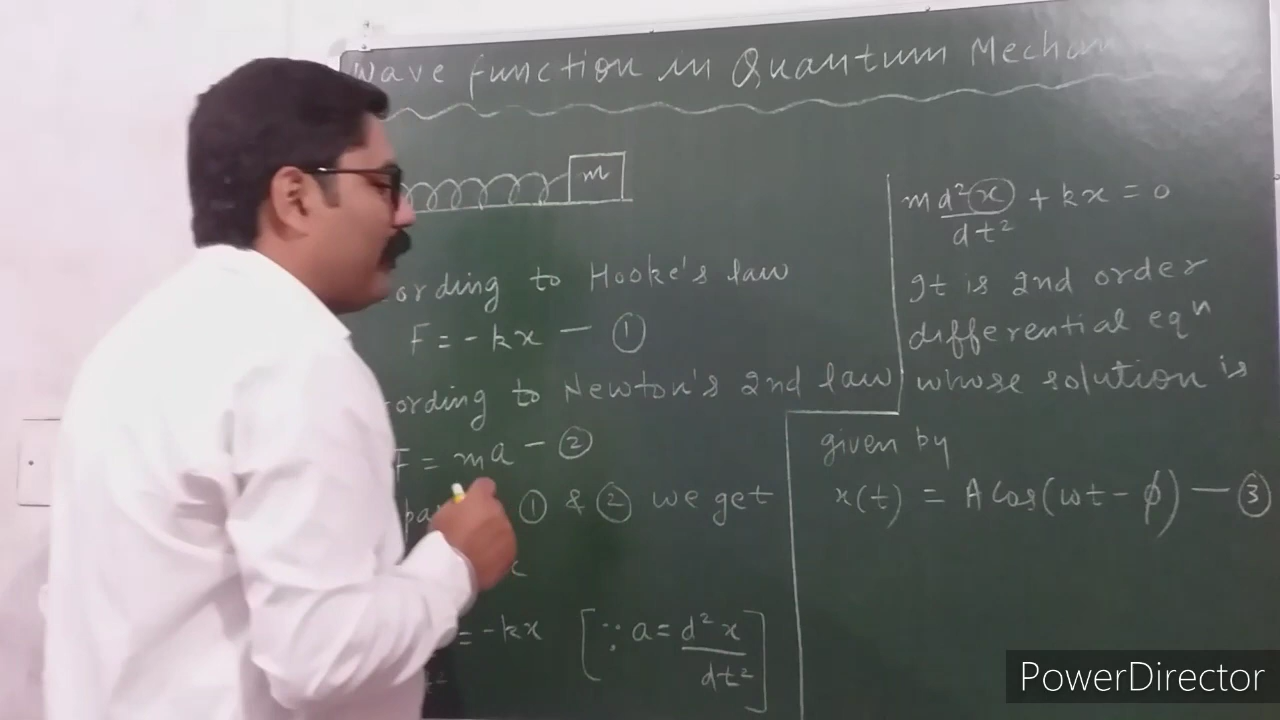 Wave function in Quantum
m
ording to Hooke's law
F = - kx — ①
ording to Newton's 2nd law
F = ma - ②
① & ② we get
= -kx [∵ a = d²x/dt²]
m d²x/dt² + kx = 0
It is 2nd order
differential eqⁿ
whose solution is
given by
x(t) = A cos(ωt - ϕ) — ③
PowerDirector